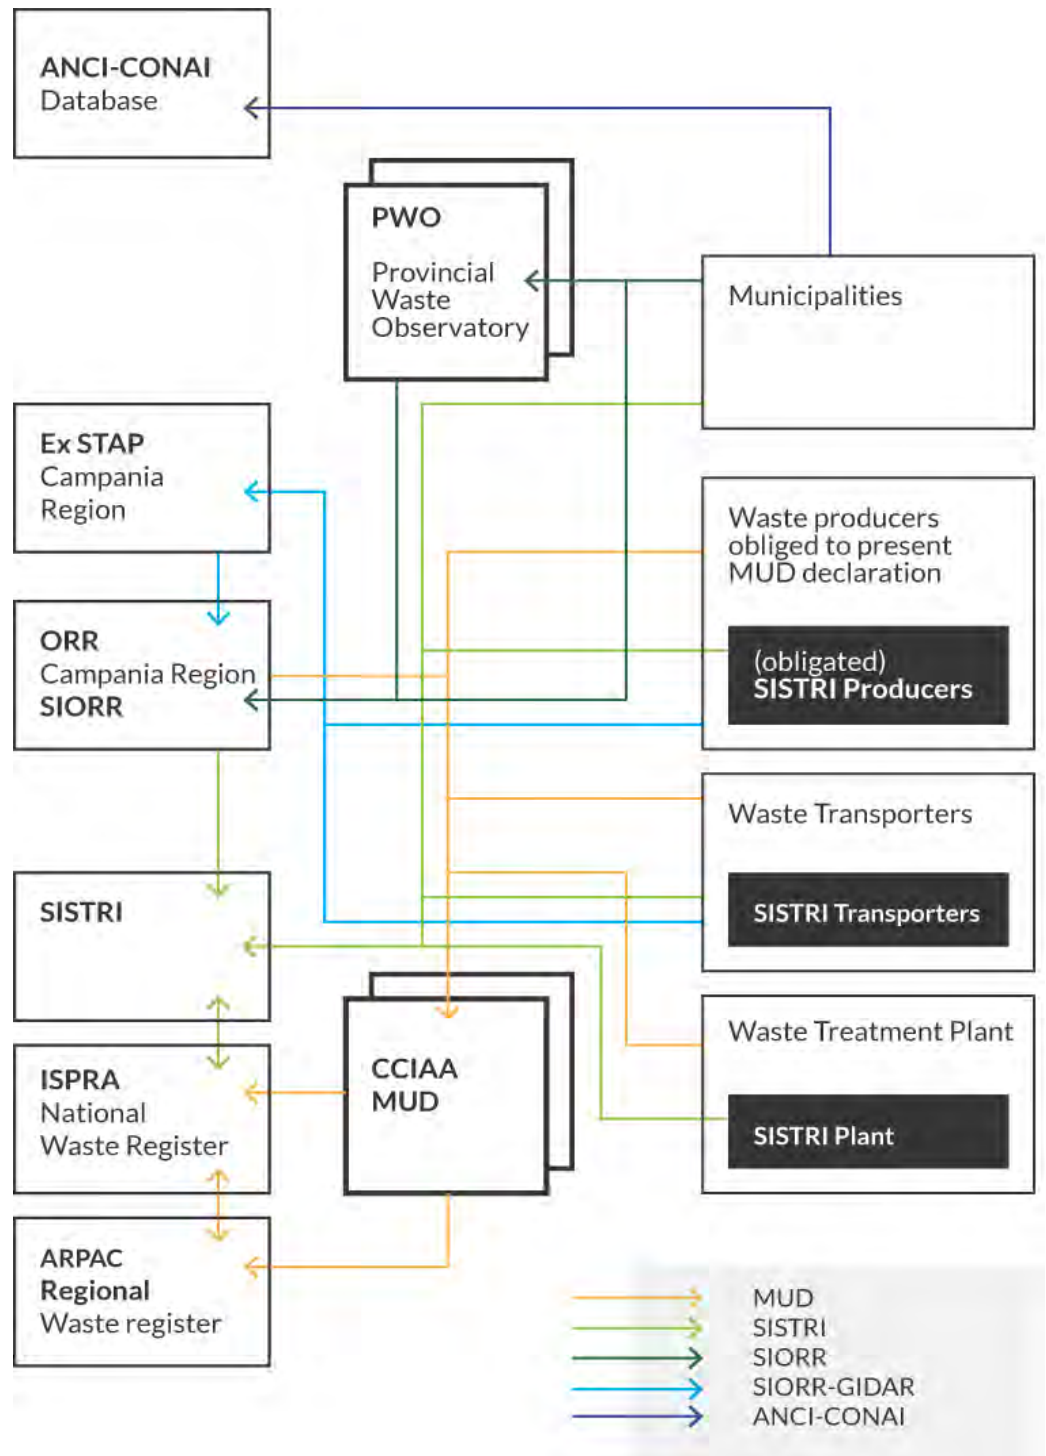 ANCI-CONAI
Database
PWO
Provincial
Waste
Observatory
Municipalities
Ex STAP
Campania
Region
Waste producers
obliged to present
MUD declaration
(obligated)
SISTRI Producers
ORR
Campania Region
SIORR
Waste Transporters
SISTRI Transporters
SISTRI
Waste Treatment Plant
SISTRI Plant
CCIAA
MUD
ISPRA
National
Waste Register
ARPAC
Regional
Waste register
MUD
SISTRI
SIORR
SIORR-GIDAR
ANCI-CONAI